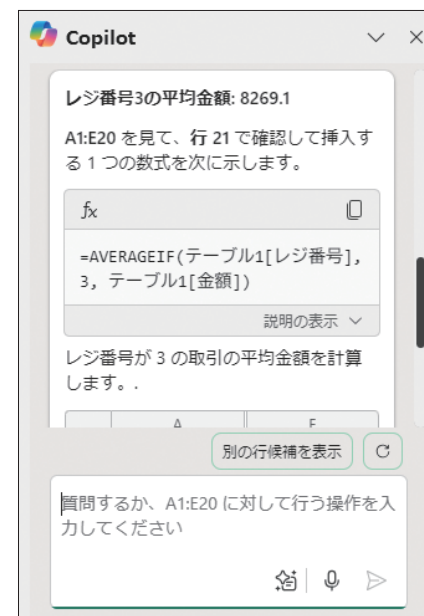 Copilot
レジ番号3の平均金額: 8269.1
A1:E20 を見て、行 21 で確認して挿入す
る 1 つの数式を次に示します。
fx
=AVERAGEIF(テーブル1[レジ番号],
3, テーブル1[金額])
説明の表示
レジ番号が 3 の取引の平均金額を計算
します。.
A
別の行候補を表示
質問するか、A1:E20 に対して行う操作を入
力してください